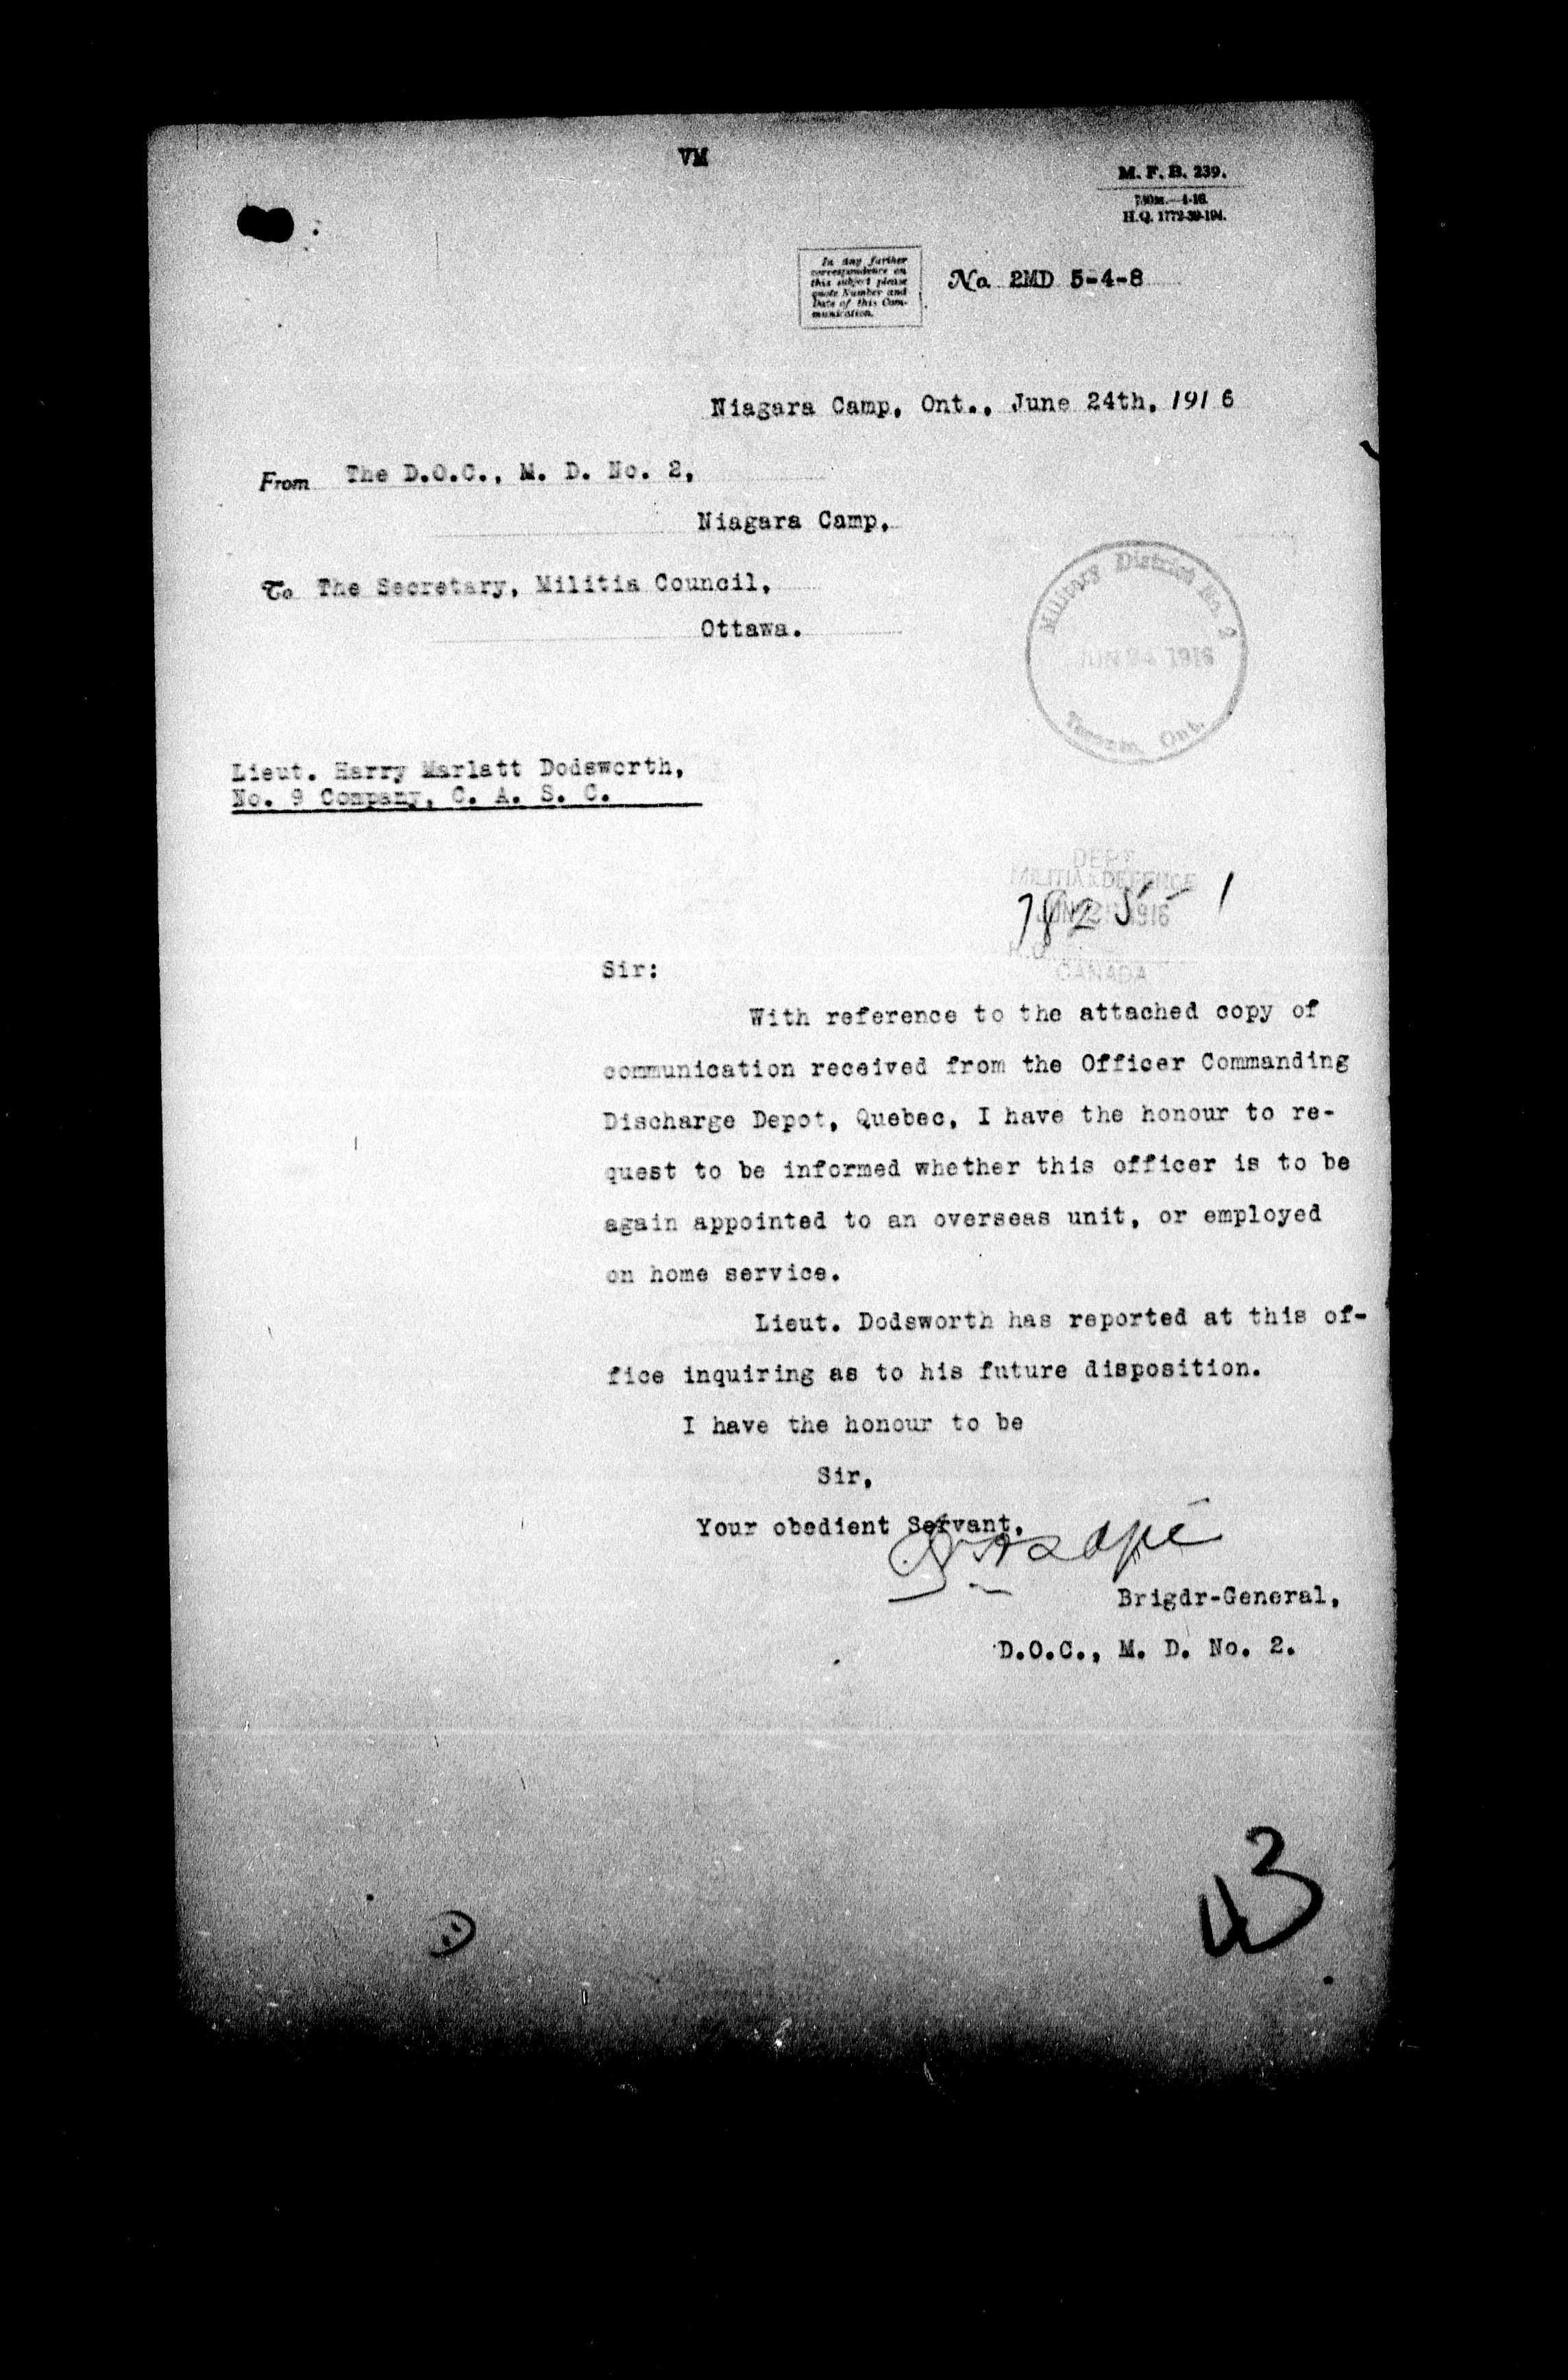 VM
M. F. B. 239.
H.Q. 1772-39-194.
In any further
correspondence on
this subject please
quote Number and
Date of this Com-
munication.
No. 2MD 5-4-8
Niagara Camp, Ont., June 24th, 1916
From The D.O.C., M. D. No. 2,
Niagara Camp,
To The Secretary, Militia Council,
Ottawa.
Military District No. 2
JUN 24 1916
Toronto, Ont.
Lieut. Harry Marlatt Dodsworth,
No. 9 Company, C. A. S. C.
DEPT.
MILITIA & DEFENCE
1916
H.Q.
CANADA
Sir:
With reference to the attached copy of
communication received from the Officer Commanding
Discharge Depot, Quebec, I have the honour to re-
quest to be informed whether this officer is to be
again appointed to an overseas unit, or employed
on home service.
Lieut. Dodsworth has reported at this of-
fice inquiring as to his future disposition.
I have the honour to be
Sir,
Your obedient Servant,
Brigdr-General,
D.O.C., M. D. No. 2.
43